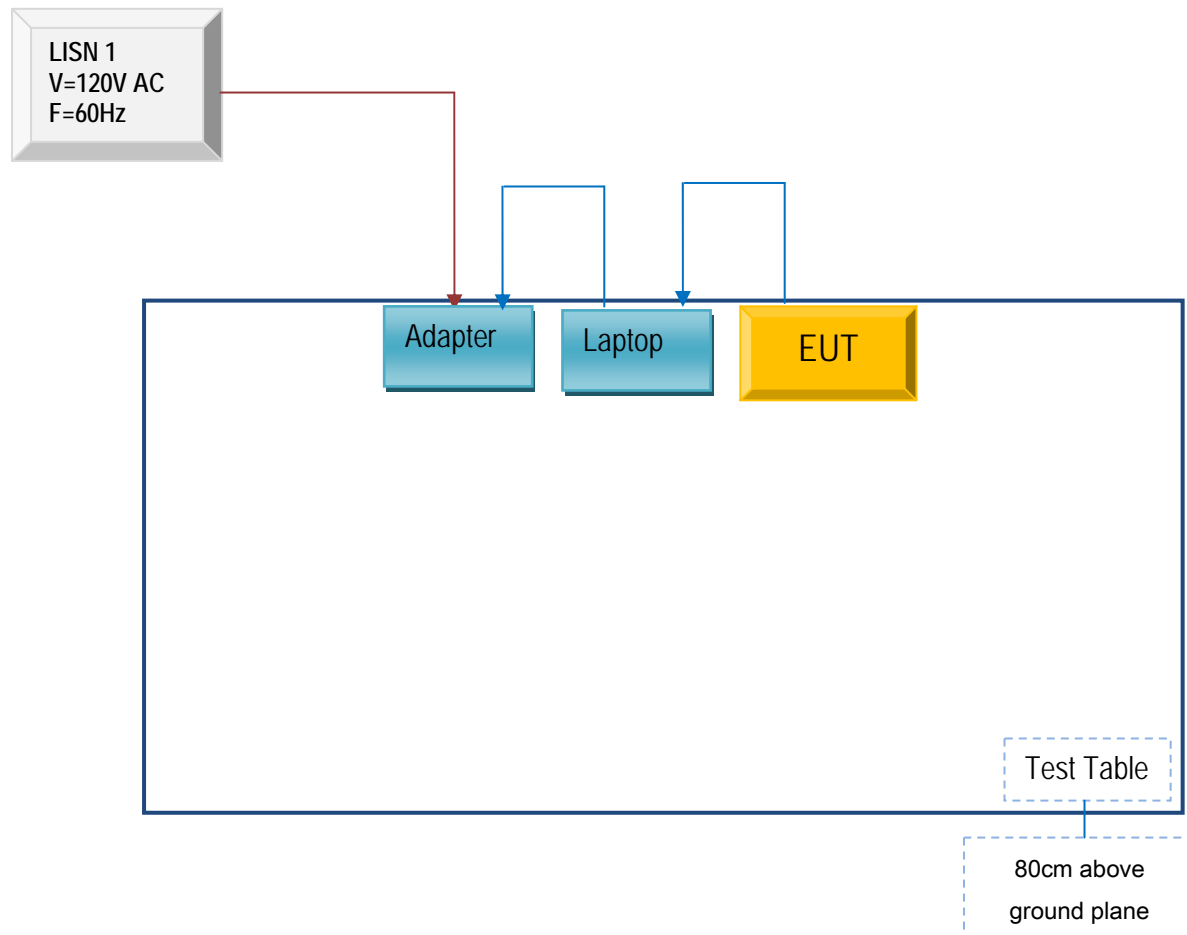 LISN 1
V=120V AC
F=60Hz
Adapter
Laptop
EUT
Test Table
80cm above
ground plane